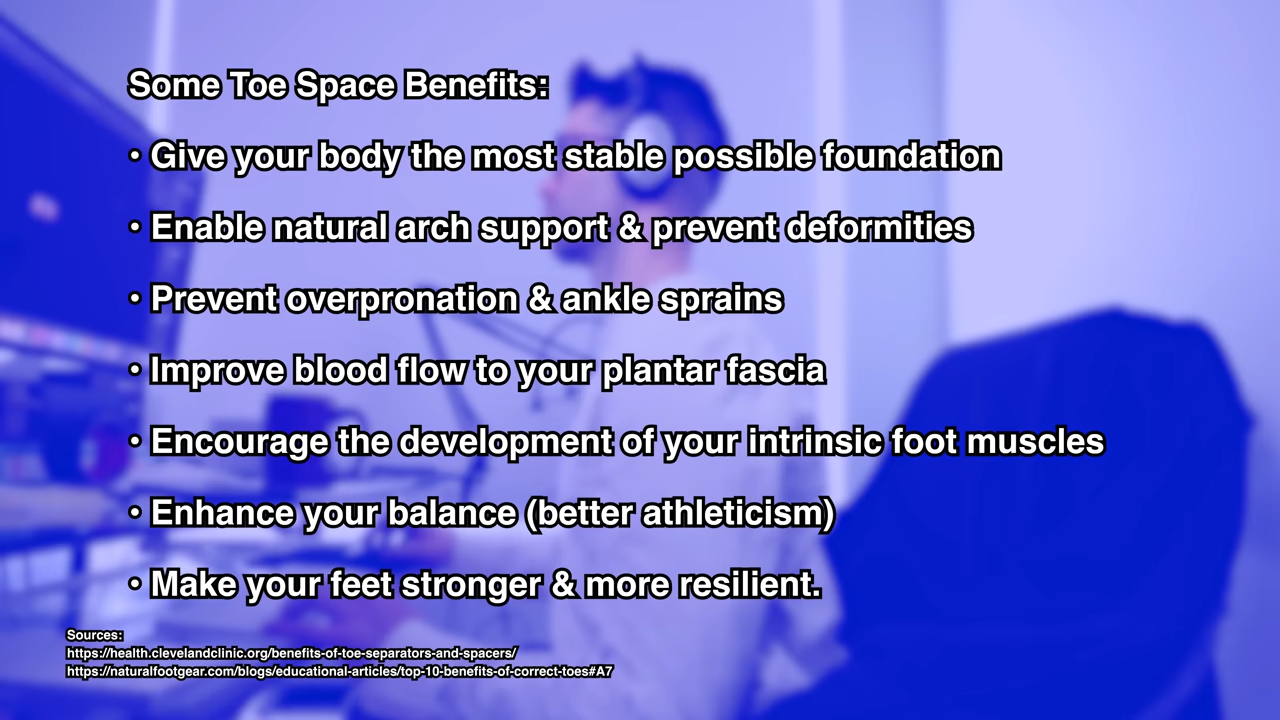 Some Toe Space Benefits:
• Give your body the most stable possible foundation
• Enable natural arch support & prevent deformities
• Prevent overpronation & ankle sprains
• Improve blood flow to your plantar fascia
• Encourage the development of your intrinsic foot muscles
• Enhance your balance (better athleticism)
• Make your feet stronger & more resilient.
Sources:
https://health.clevelandclinic.org/benefits-of-toe-separators-and-spacers/
https://naturalfootgear.com/blogs/educational-articles/top-10-benefits-of-correct-toes#A7